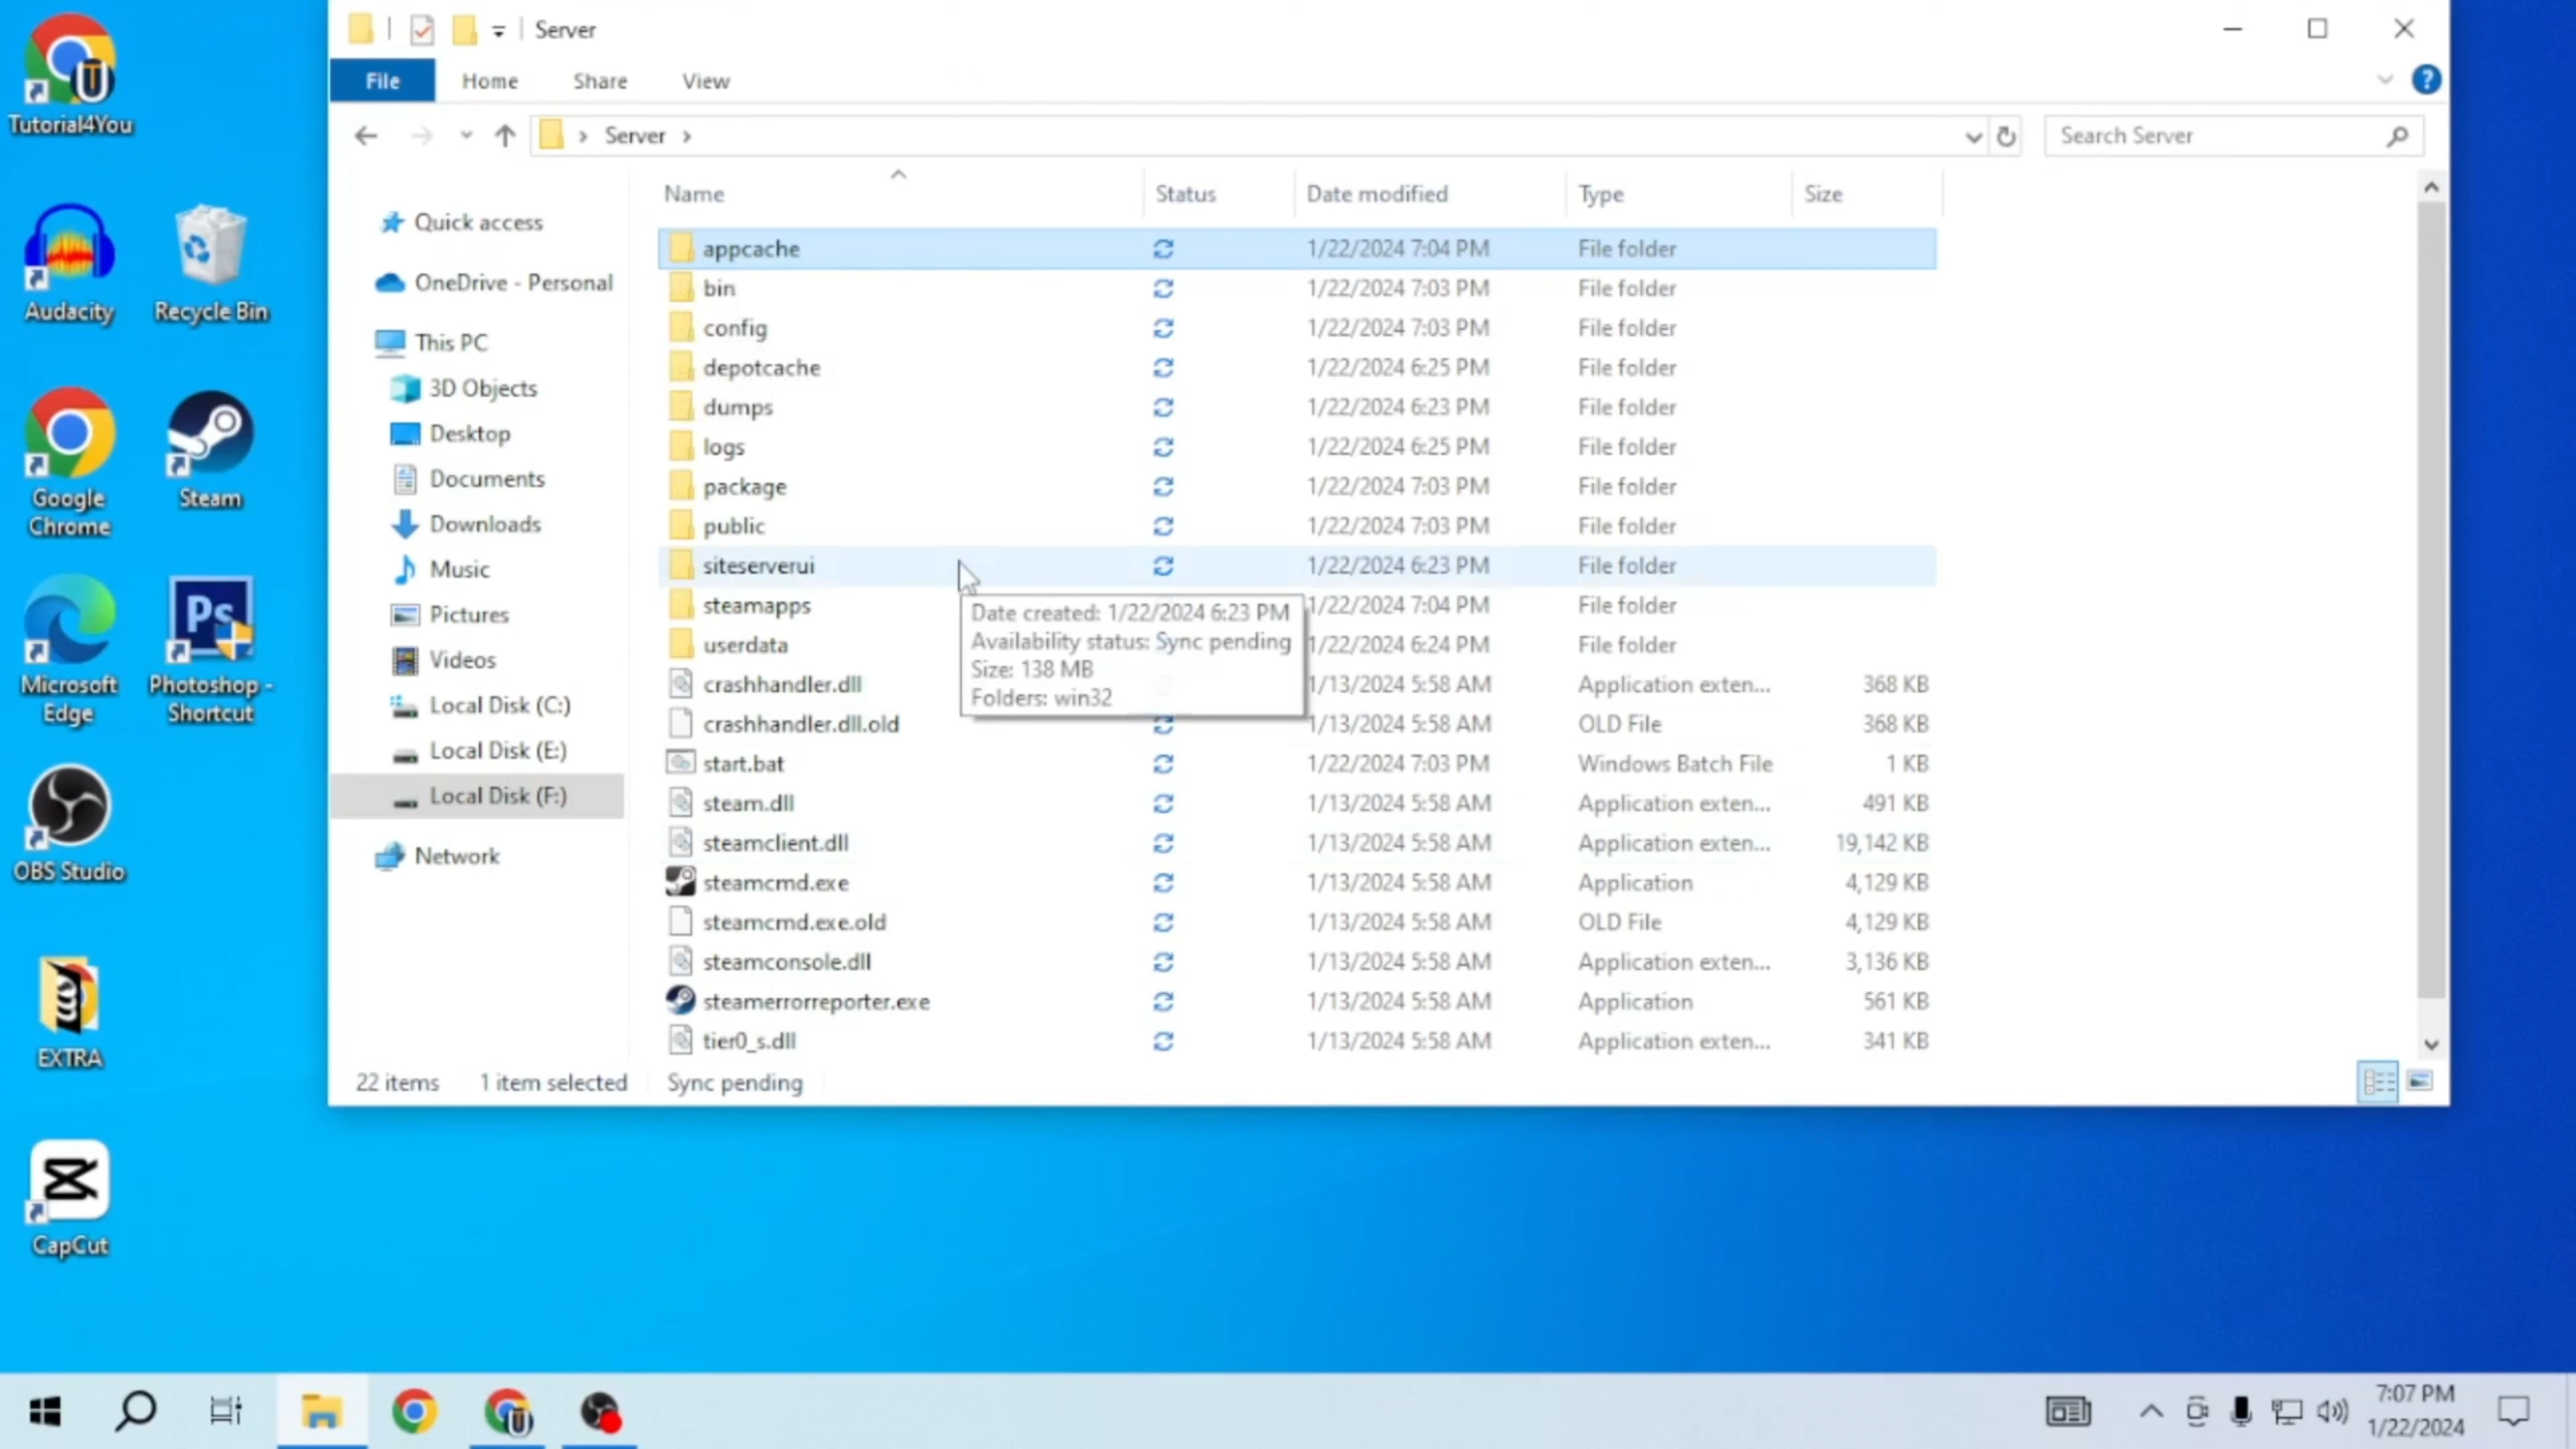 Server
File Home Share View
Server
Search Server
Name Status Date modified Type Size
Quick access
OneDrive - Personal
This PC
3D Objects
Desktop
Documents
Downloads
Music
Pictures
Videos
Local Disk (C:)
Local Disk (E:)
Local Disk (F:)
Network
appcache 1/22/2024 7:04 PM File folder
bin 1/22/2024 7:03 PM File folder
config 1/22/2024 7:03 PM File folder
depotcache 1/22/2024 6:25 PM File folder
dumps 1/22/2024 6:23 PM File folder
logs 1/22/2024 6:25 PM File folder
package 1/22/2024 7:03 PM File folder
public 1/22/2024 7:03 PM File folder
siteserverui 1/22/2024 6:23 PM File folder
steamapps 1/22/2024 7:04 PM File folder
userdata 1/22/2024 6:24 PM File folder
crashhandler.dll 1/13/2024 5:58 AM Application exten... 368 KB
crashhandler.dll.old 1/13/2024 5:58 AM OLD File 368 KB
start.bat 1/22/2024 7:03 PM Windows Batch File 1 KB
steam.dll 1/13/2024 5:58 AM Application exten... 491 KB
steamclient.dll 1/13/2024 5:58 AM Application exten... 19,142 KB
steamcmd.exe 1/13/2024 5:58 AM Application 4,129 KB
steamcmd.exe.old 1/13/2024 5:58 AM OLD File 4,129 KB
steamconsole.dll 1/13/2024 5:58 AM Application exten... 3,136 KB
steamerrorreporter.exe 1/13/2024 5:58 AM Application 561 KB
tier0_s.dll 1/13/2024 5:58 AM Application exten... 341 KB
Date created: 1/22/2024 6:23 PM
Availability status: Sync pending
Size: 138 MB
Folders: win32
22 items 1 item selected Sync pending
Tutorial4You
Audacity
Recycle Bin
Google
Chrome
Steam
Microsoft
Edge
Photoshop -
Shortcut
OBS Studio
EXTRA
CapCut
7:07 PM
1/22/2024